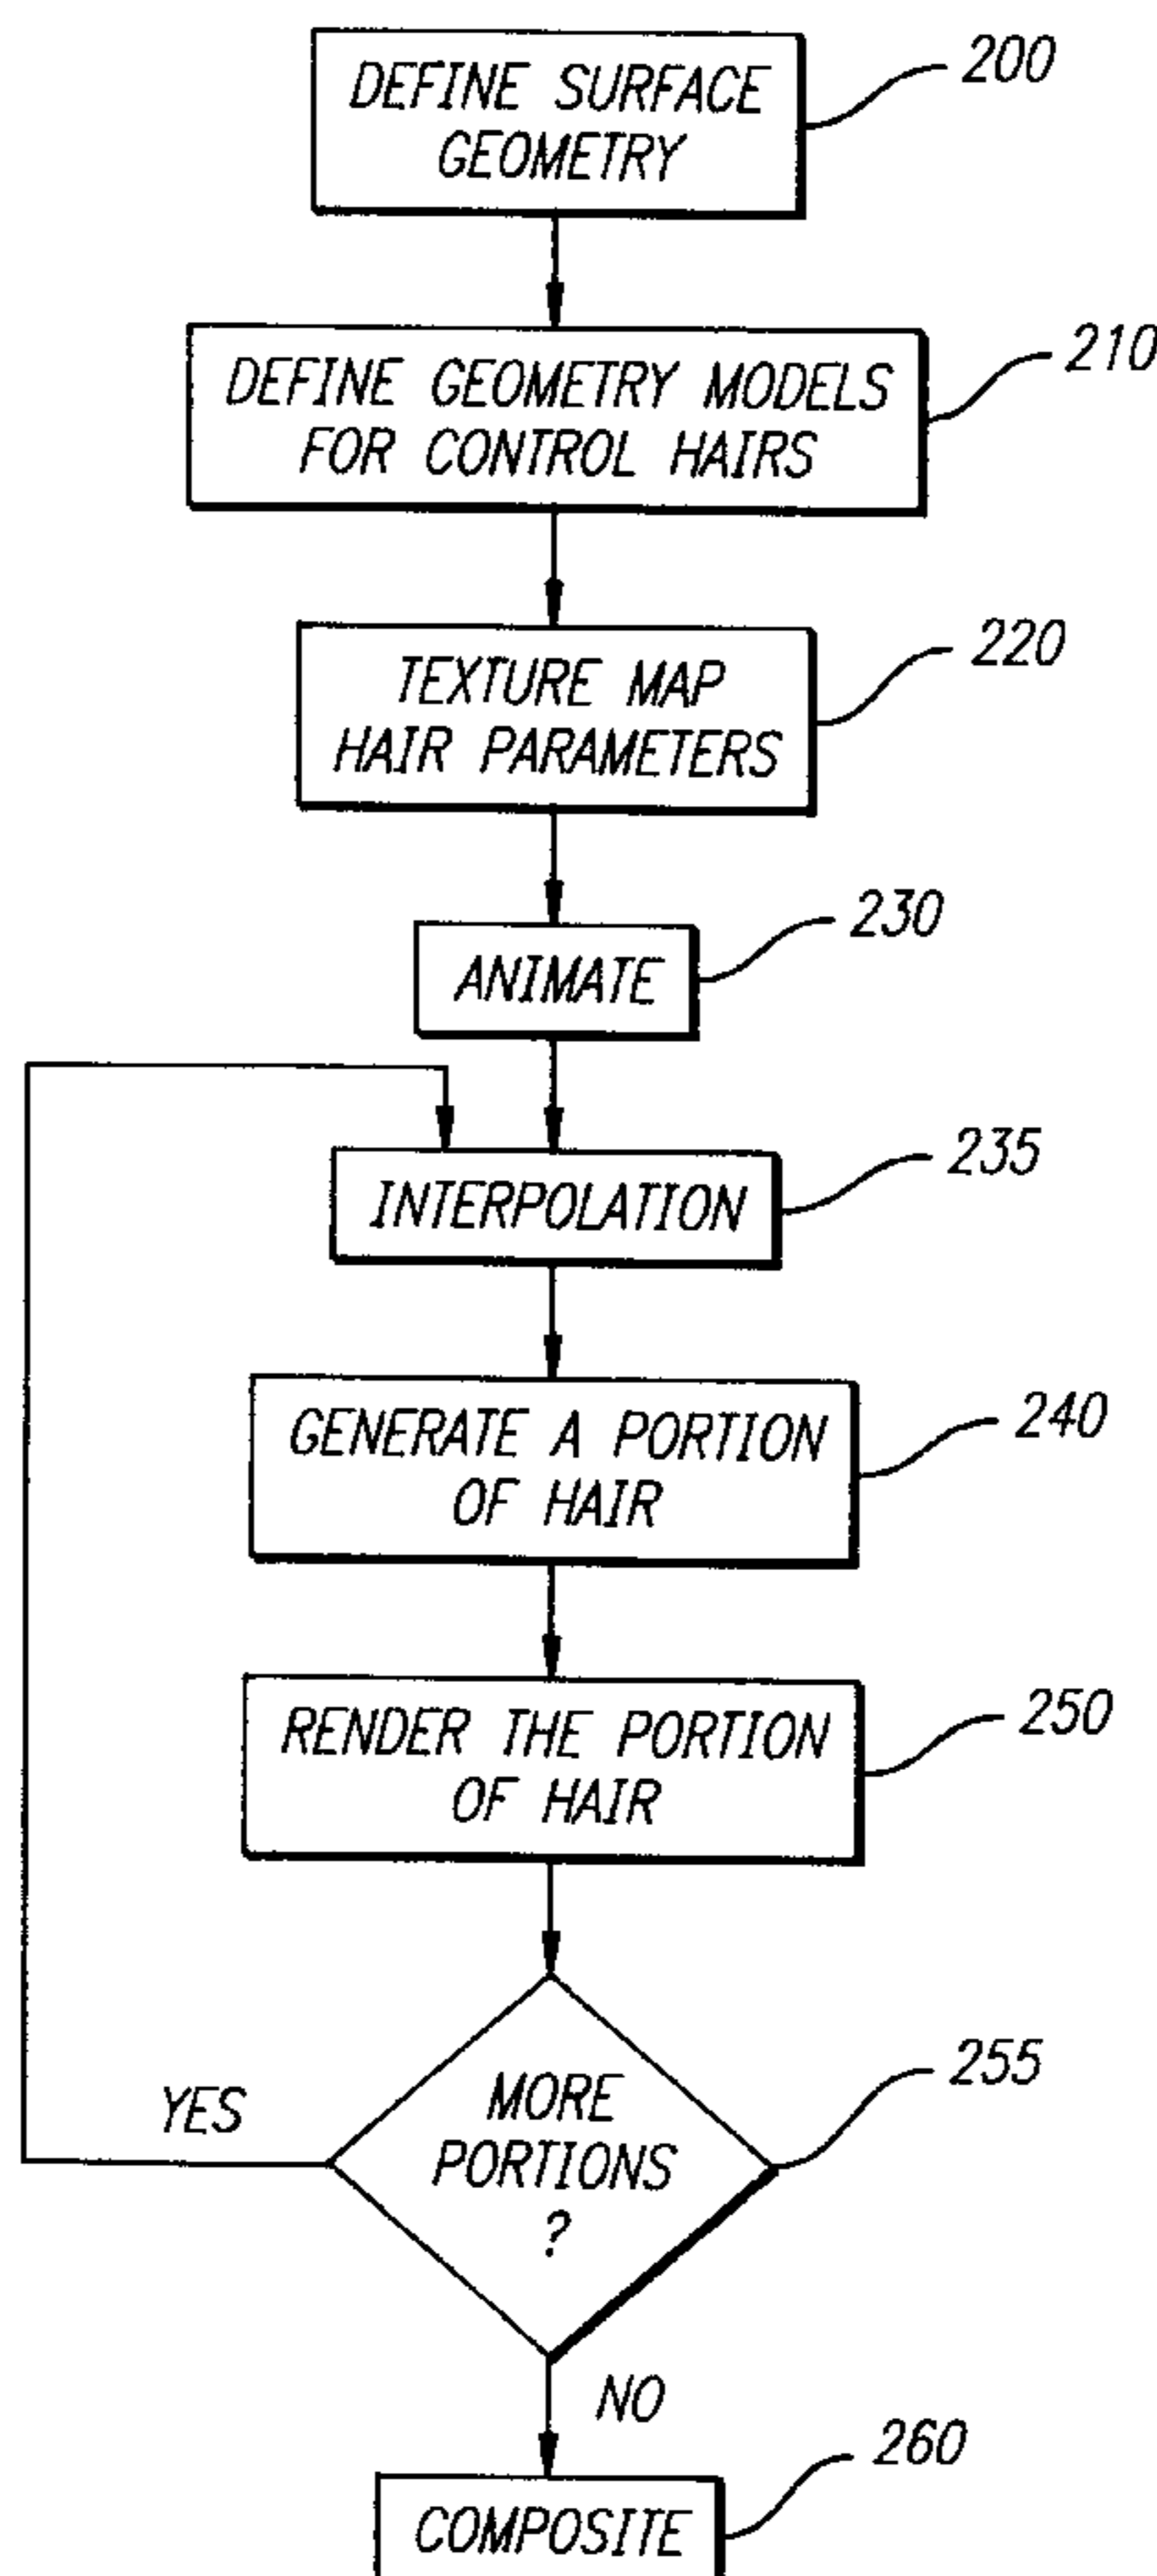 DEFINE SURFACE
GEOMETRY
200
DEFINE GEOMETRY MODELS
FOR CONTROL HAIRS
210
TEXTURE MAP
HAIR PARAMETERS
220
ANIMATE
230
INTERPOLATION
235
GENERATE A PORTION
OF HAIR
240
RENDER THE PORTION
OF HAIR
250
MORE
PORTIONS
?
255
YES
NO
COMPOSITE
260